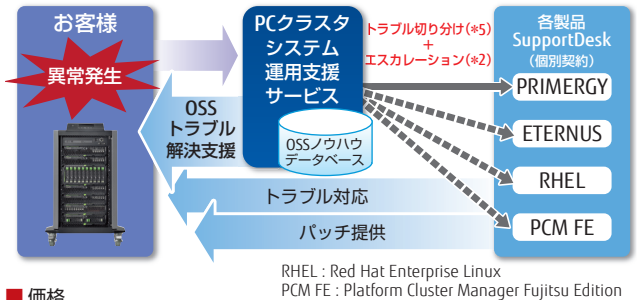 お客様
異常発生
OSS
トラブル
解決支援
PCクラスタ
システム
運用支援
サービス
OSSノウハウ
データベース
トラブル切り分け(*5)
+
エスカレーション(*2)
各製品
SupportDesk
(個別契約)
PRIMERGY
ETERNUS
RHEL
PCM FE
トラブル対応
パッチ提供
RHEL : Red Hat Enterprise Linux
PCM FE : Platform Cluster Manager Fujitsu Edition
■ 価格